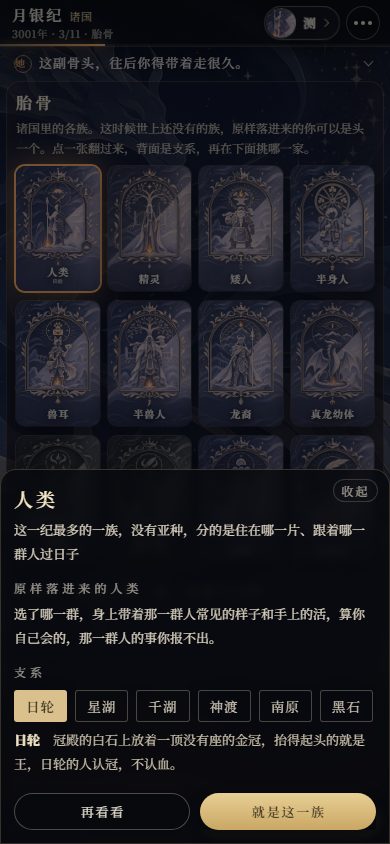 月银纪 诸国
3001年 · 3/11 · 胎骨
测
她 这副骨头，往后你得带着走很久。
胎骨
诸国里的各族。这时候世上还没有的族，原样落进来的你可以是头
一个。点一张翻过来，背面是支系，再在下面挑哪一家。
人类
精灵
矮人
半身人
兽耳
半兽人
龙裔
真龙幼体
人类
收起
这一纪最多的一族，没有亚种，分的是住在哪一片、跟着哪一
群人过日子
原样落进来的人类
选了哪一群，身上带着那一群人常见的样子和手上的活，算你
自己会的，那一群人的事你报不出。
支系
日轮 星湖 千湖 神渡 南原 黑石
日轮 冠殿的白石上放着一顶没有座的金冠，抬得起头的就是
王，日轮的人认冠，不认血。
再看看
就是这一族